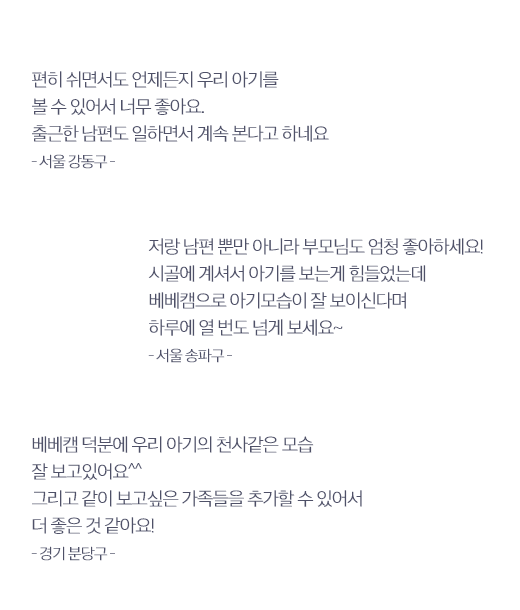 편히 쉬면서도 언제든지 우리 아기를
볼 수 있어서 너무 좋아요.
출근한 남편도 일하면서 계속 본다고 하네요
- 서울 강동구 -
저랑 남편 뿐만 아니라 부모님도 엄청 좋아하세요!
시골에 계셔서 아기를 보는게 힘들었는데
베베캠으로 아기모습이 잘 보이신다며
하루에 열 번도 넘게 보세요~
- 서울 송파구 -
베베캠 덕분에 우리 아기의 천사같은 모습
잘 보고있어요^^
그리고 같이 보고싶은 가족들을 추가할 수 있어서
더 좋은 것 같아요!
- 경기 분당구 -